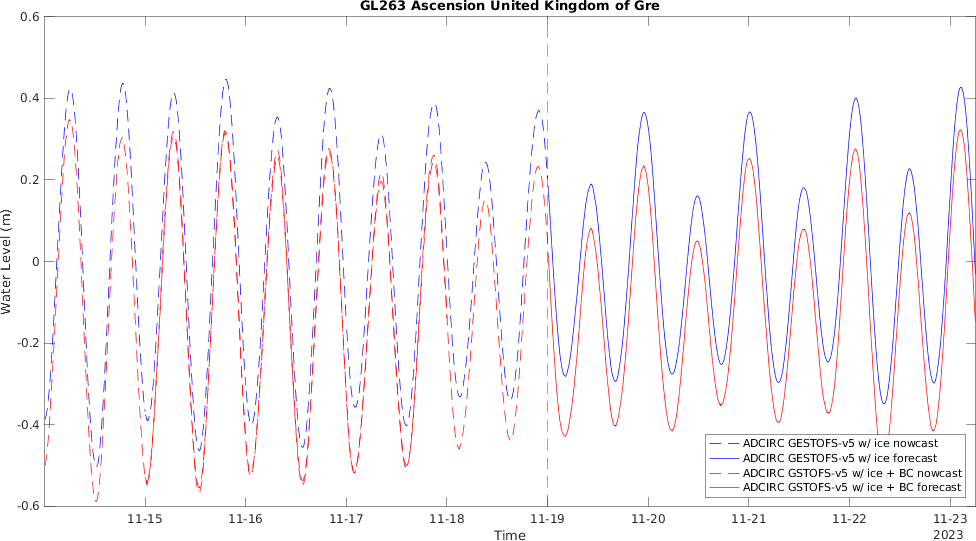 GL263 Ascension United Kingdom of Gre
0.6
0.4
0.2
0
-0.2
-0.4
-0.6
Water Level (m)
11-15 11-16 11-17 11-18 11-19 11-20 11-21 11-22 11-23
2023
Time
ADCIRC GESTOFS-v5 w/ ice nowcast
ADCIRC GESTOFS-v5 w/ ice forecast
ADCIRC GSTOFS-v5 w/ ice + BC nowcast
ADCIRC GSTOFS-v5 w/ ice + BC forecast